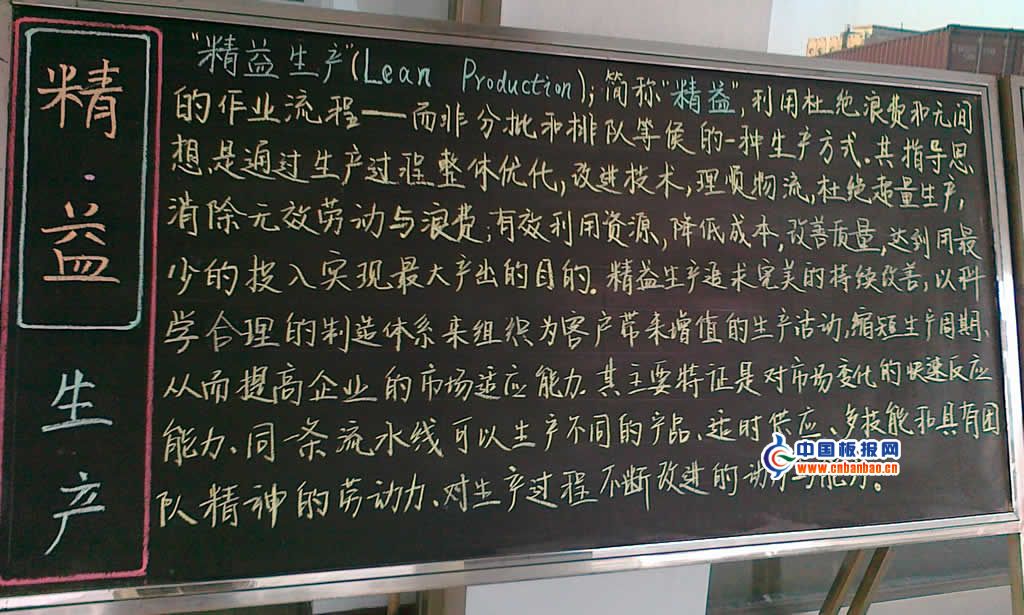 精·益
生产
"精益生产"(Lean Production),简称"精益",利用杜绝浪费和无间
的作业流程——而非分批和排队等侯的一种生产方式.其指导思
想.是通过生产过程整体优化,改进技术,理顺物流,杜绝超量生产,
消除无效劳动与浪费,有效利用资源,降低成本,改善质量,达到用最
少的投入实现最大产出的目的.精益生产追求完美的持续改善,以科
学合理的制造体系来组织为客户带来增值的生产活动,缩短生产周期、
从而提高企业的市场适应能力.其主要特征是对市场变化的快速反应
能力、同一条流水线可以生产不同的产品、适时供应、多技能和具有团
队精神的劳动力、对生产过程不断改进的动力与能力。
中国板报网
www.cnbanbao.cn